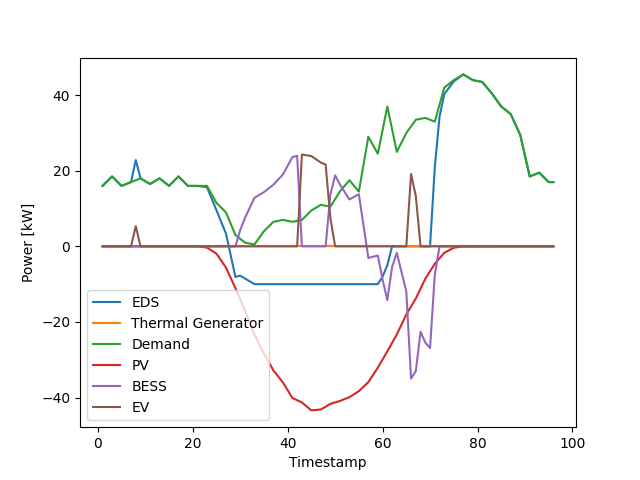 40
20
0
−20
−40
Power [kW]
EDS
Thermal Generator
Demand
PV
BESS
EV
0 20 40 60 80 100
Timestamp